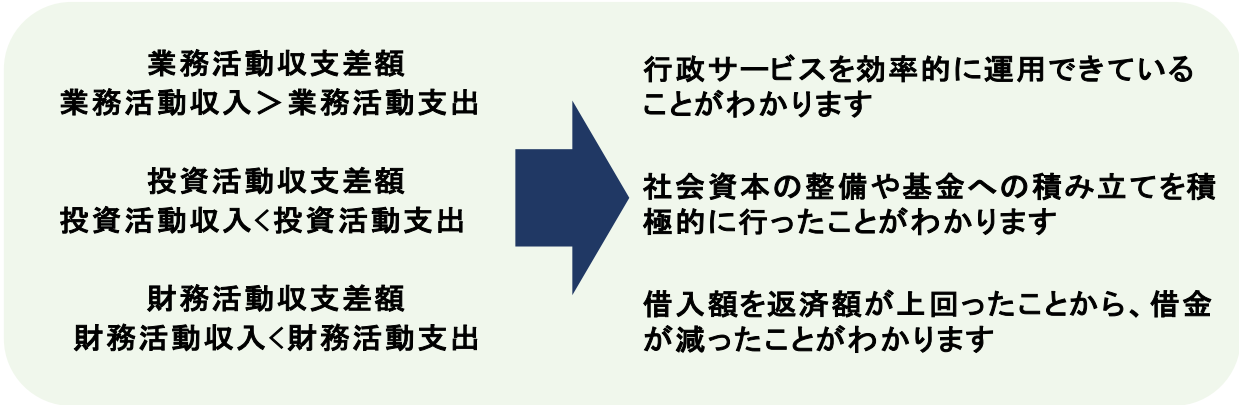 業務活動収支差額
業務活動収入＞業務活動支出
行政サービスを効率的に運用できている
ことがわかります
投資活動収支差額
投資活動収入<投資活動支出
社会資本の整備や基金への積み立てを積
極的に行ったことがわかります
財務活動収支差額
財務活動収入<財務活動支出
借入額を返済額が上回ったことから、借金
が減ったことがわかります